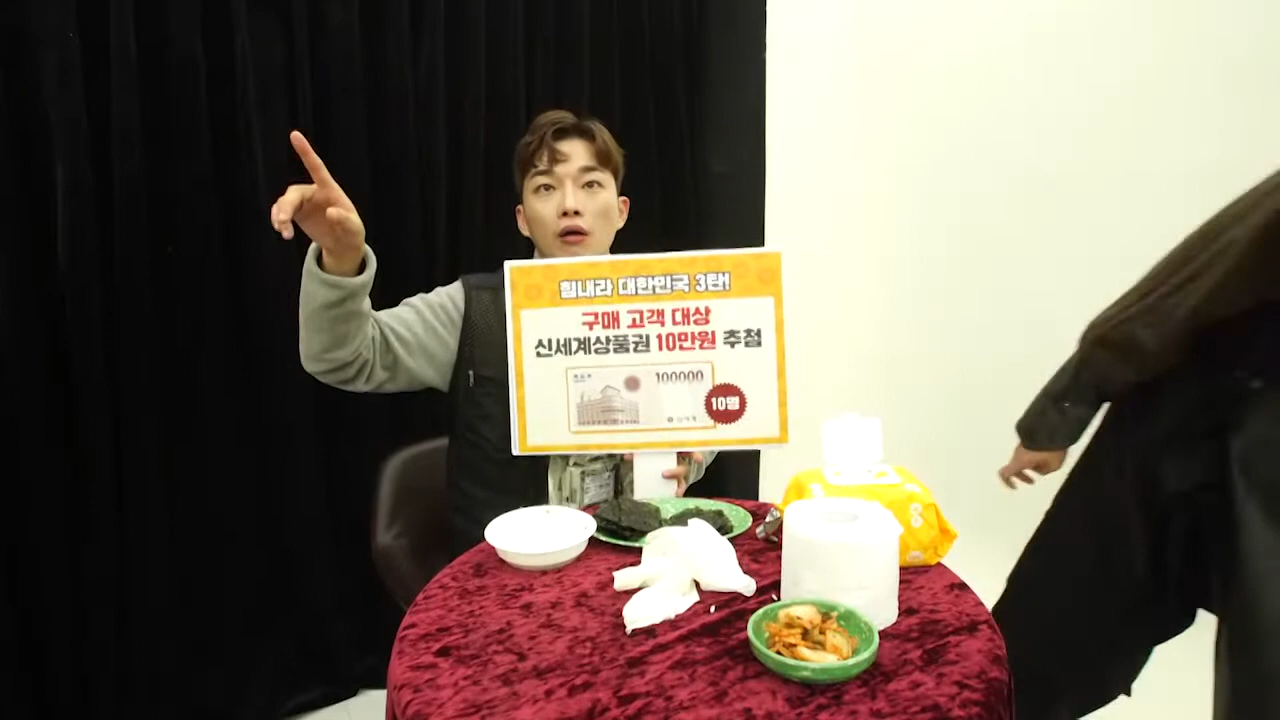 힘내라 대한민국 3탄!
구매 고객 대상
신세계상품권 10만원 추첨
100000
10명